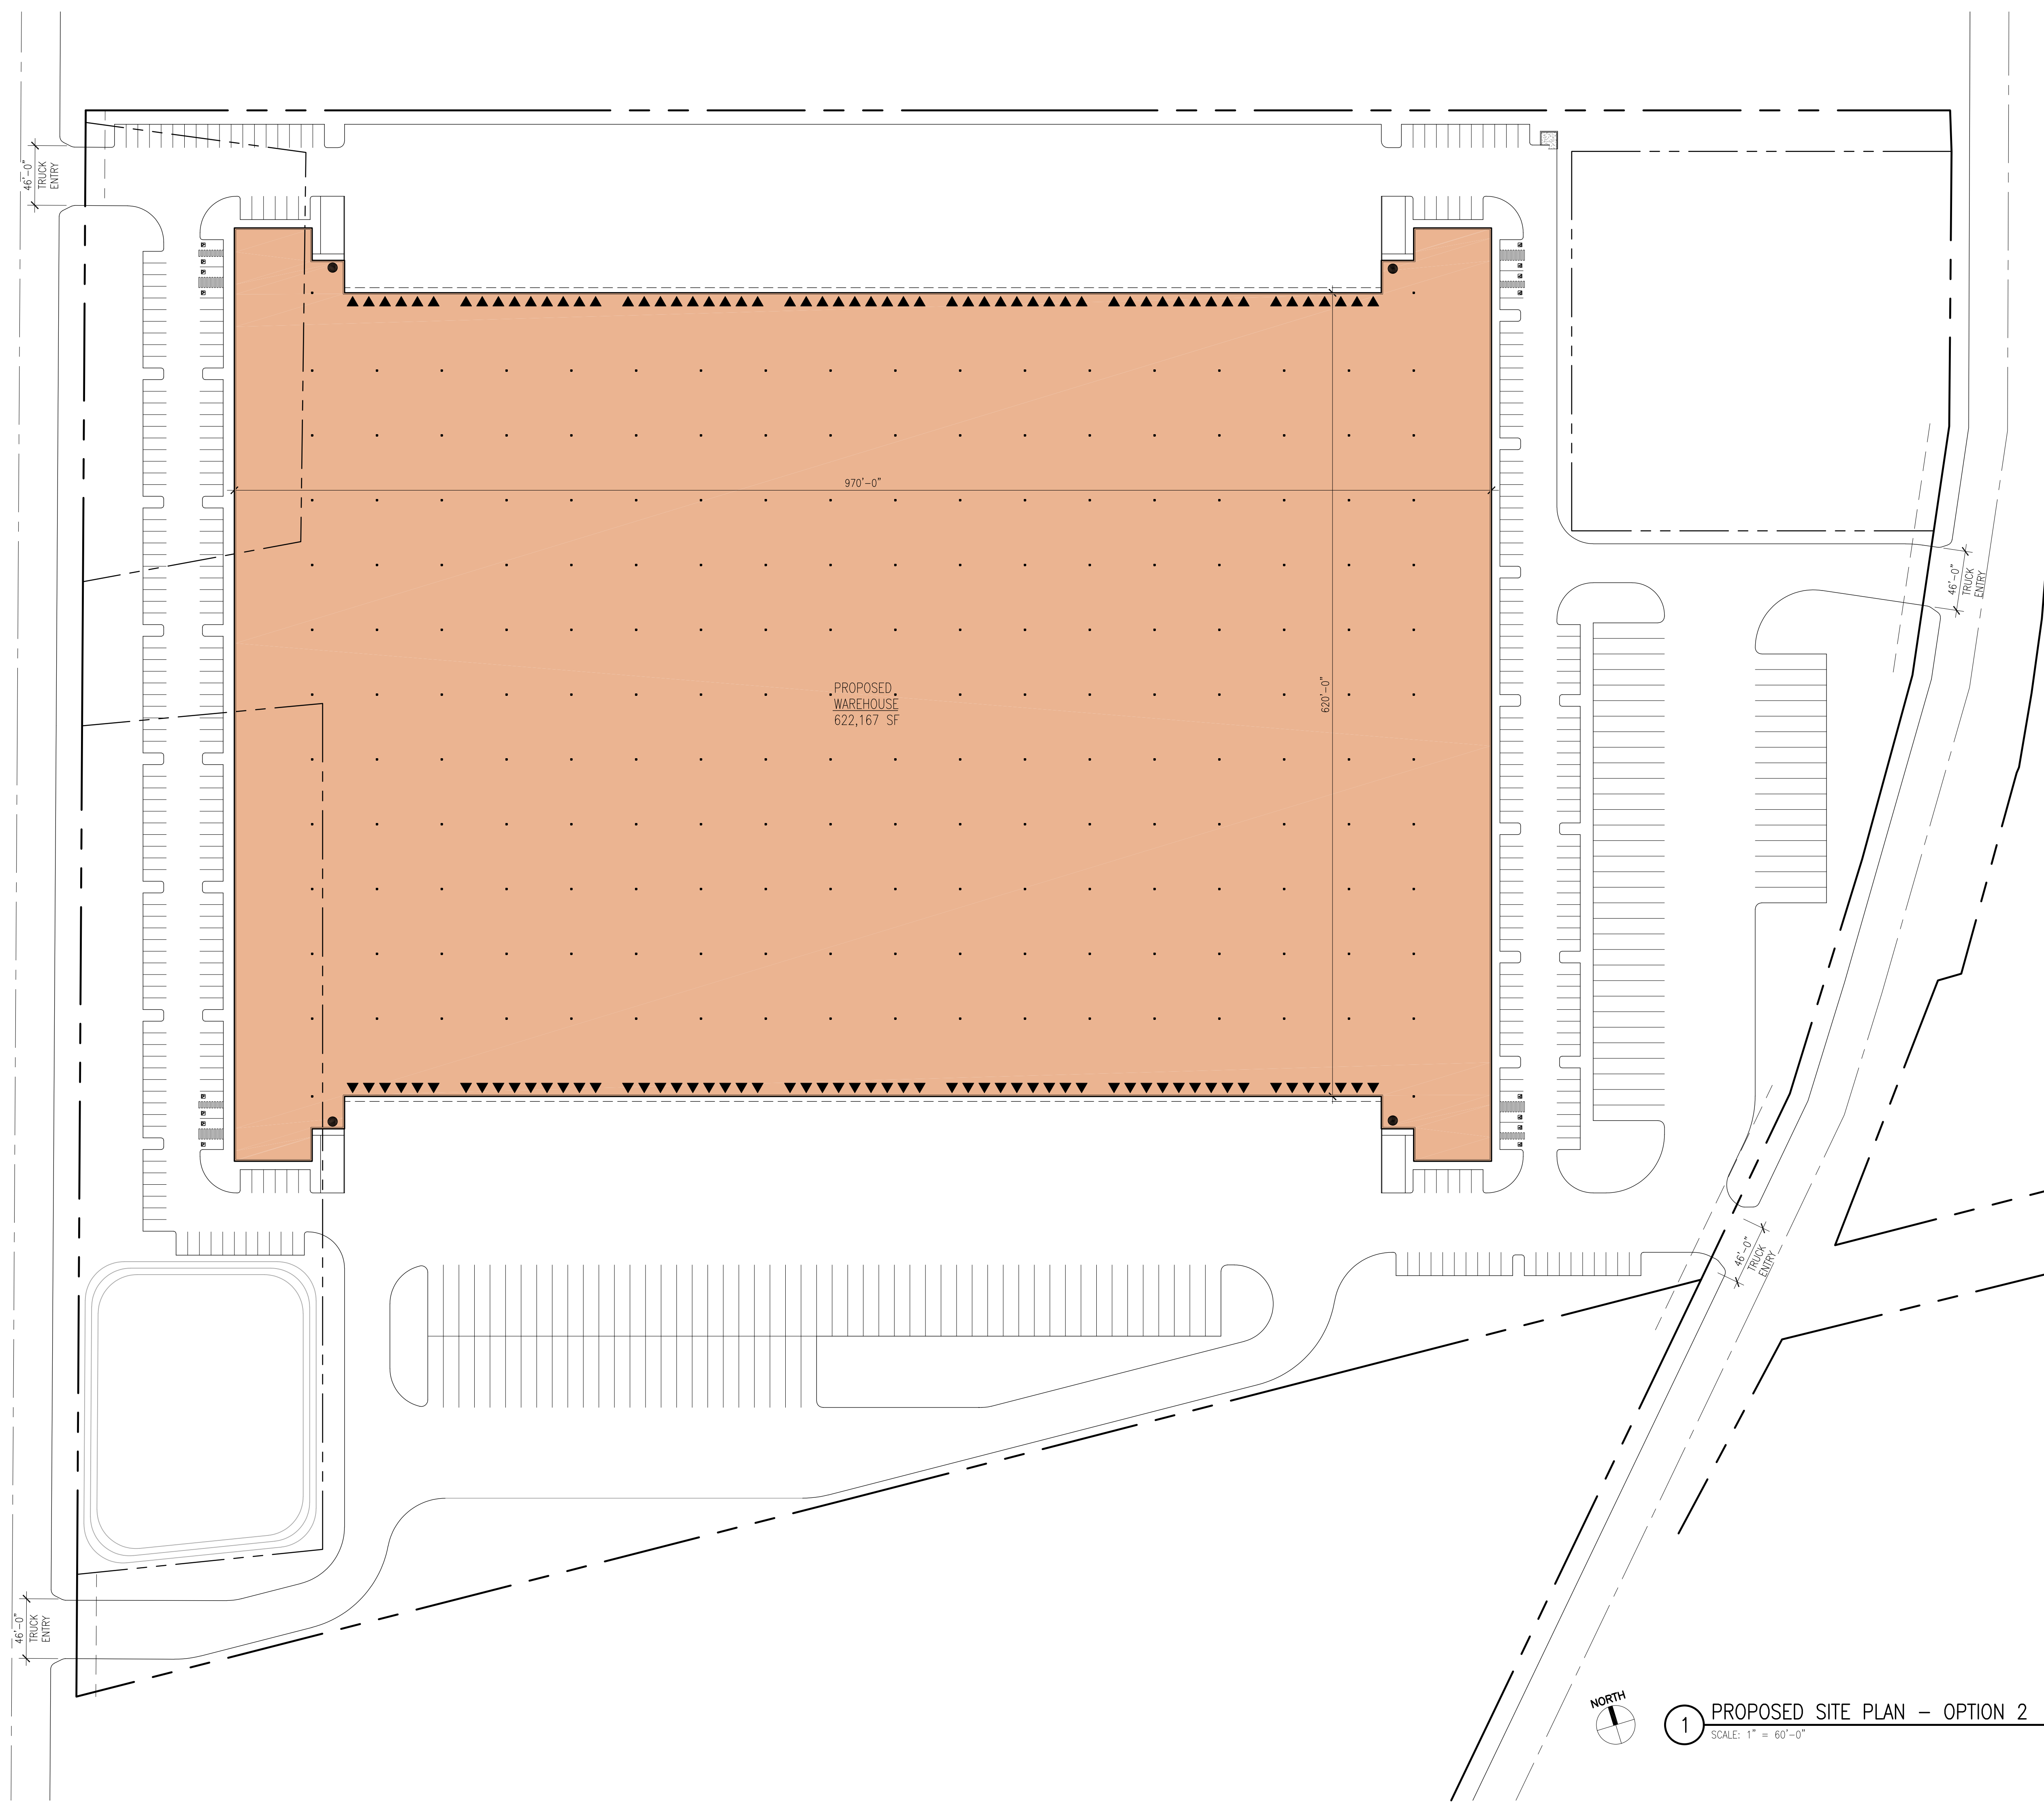 46'-0"
TRUCK
ENTRY
970'-0"
46'-0"
TRUCK
ENTRY
PROPOSED
WAREHOUSE
622,167 SF
620'-0"
46'-0"
TRUCK
ENTRY
46'-0"
TRUCK
ENTRY
NORTH
1
PROPOSED SITE PLAN - OPTION 2
SCALE: 1" = 60'-0"